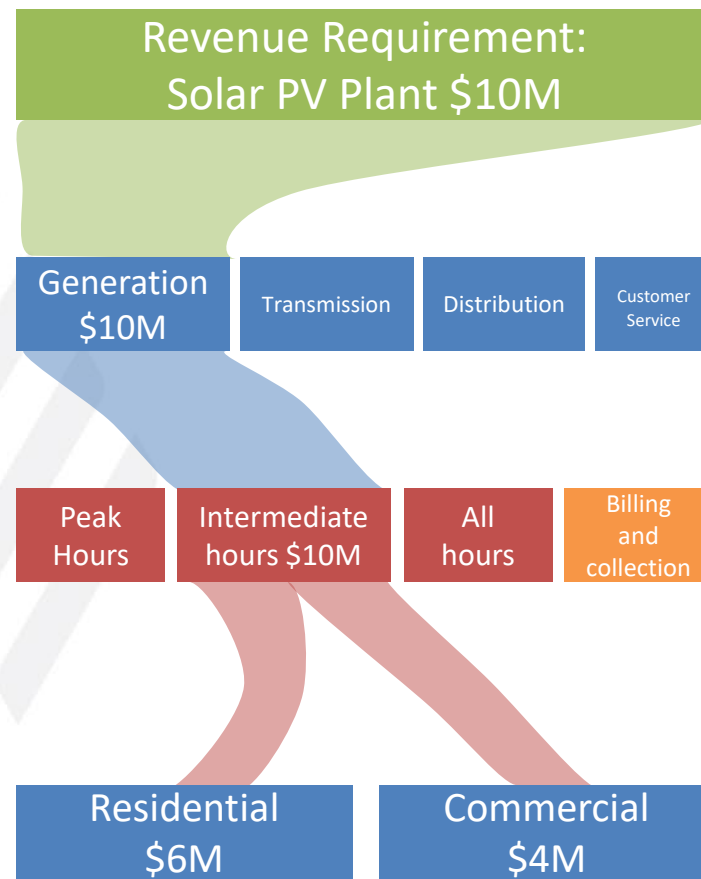 Revenue Requirement:
Solar PV Plant $10M
Generation
$10M
Transmission
Distribution
Customer
Service
Peak
Hours
Intermediate
hours $10M
All
hours
Billing
and
collection
Residential
$6M
Commercial
$4M